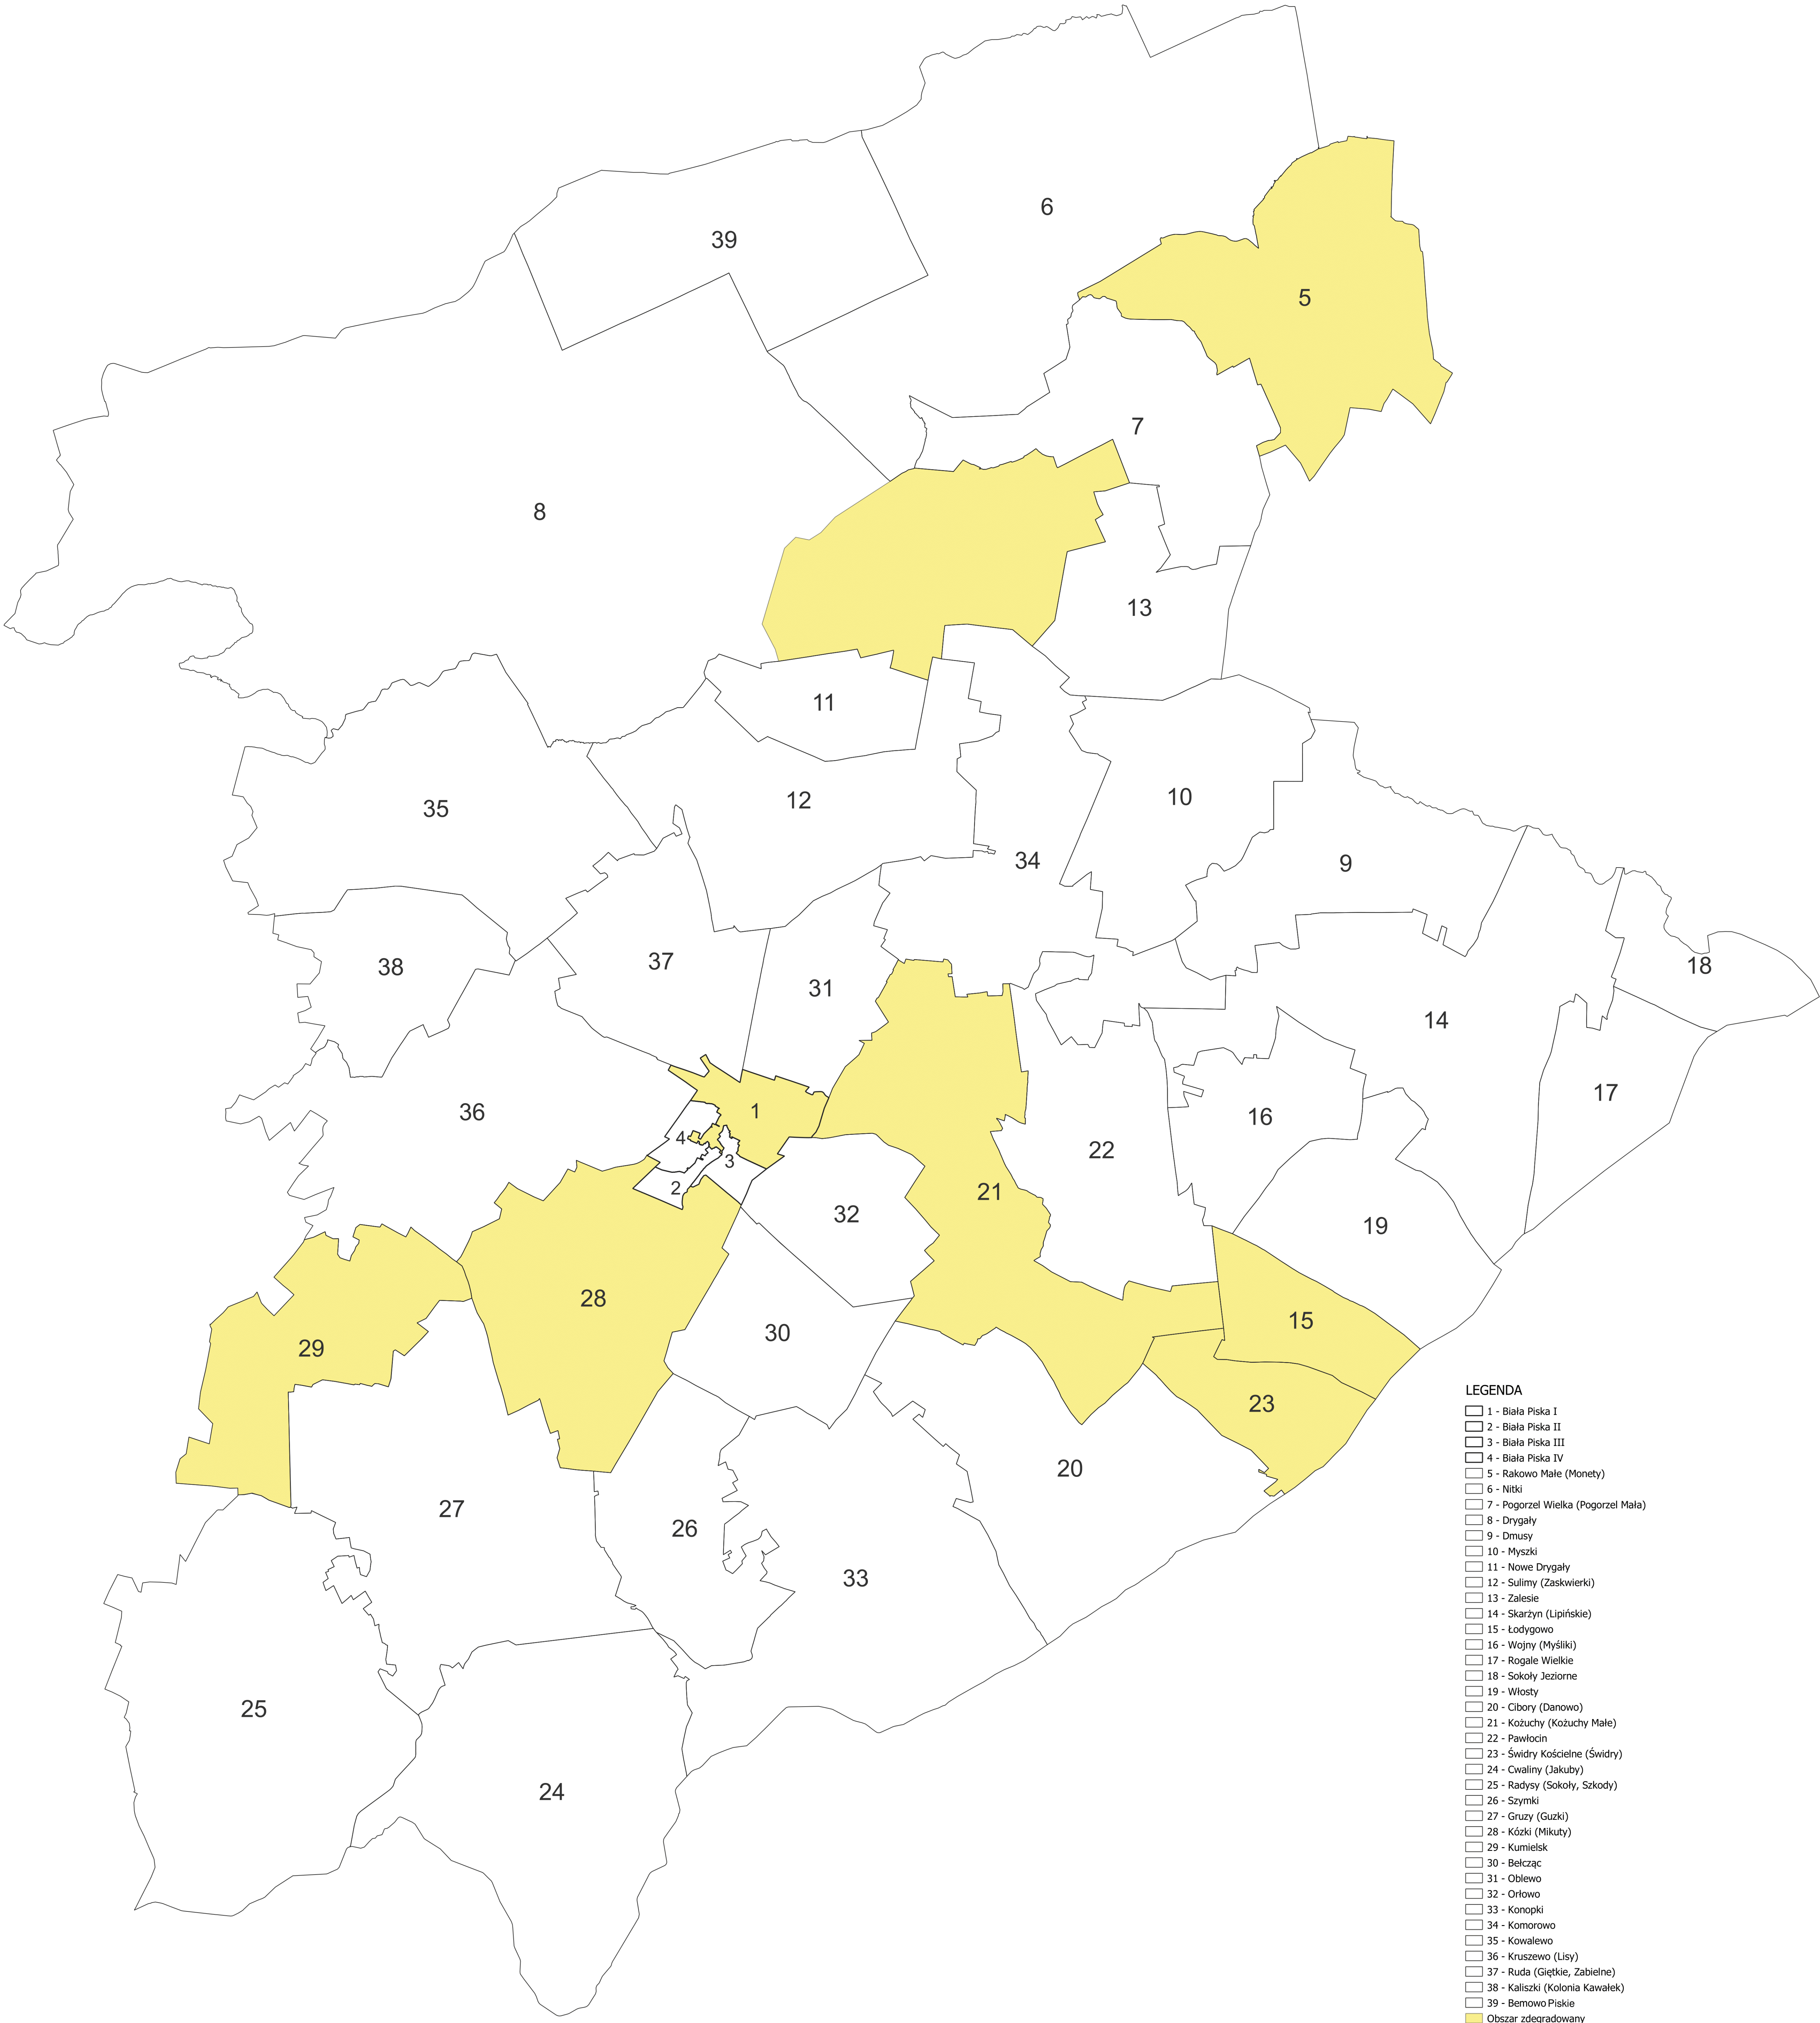 6
39
5
7
8
13
11
10
12
35
34
9
38
37
31
18
14
36
1
17
16
4
22
3
2
21
32
19
28
15
30
29
23
20
27
26
33
25
24
LEGENDA
1 - Biała Piska I
2 - Biała Piska II
3 - Biała Piska III
4 - Biała Piska IV
5 - Rakowo Małe (Monety)
6 - Nitki
7 - Pogorzel Wielka (Pogorzel Mała)
8 - Drygały
9 - Dmusy
10 - Myszki
11 - Nowe Drygały
12 - Sulimy (Zaskwierki)
13 - Zalesie
14 - Skarżyn (Lipińskie)
15 - Łodygowo
16 - Wojny (Myśliki)
17 - Rogale Wielkie
18 - Sokoły Jeziorne
19 - Włosty
20 - Cibory (Danowo)
21 - Kożuchy (Kożuchy Małe)
22 - Pawłocin
23 - Świdry Kościelne (Świdry)
24 - Cwaliny (Jakuby)
25 - Radysy (Sokoły, Szkody)
26 - Szymki
27 - Gruzy (Guzki)
28 - Kózki (Mikuty)
29 - Kumielsk
30 - Bełcząc
31 - Oblewo
32 - Orłowo
33 - Konopki
34 - Komorowo
35 - Kowalewo
36 - Kruszewo (Lisy)
37 - Ruda (Giętkie, Zabielne)
38 - Kaliszki (Kolonia Kawałek)
39 - Bemowo Piskie
Obszar zdegradowany